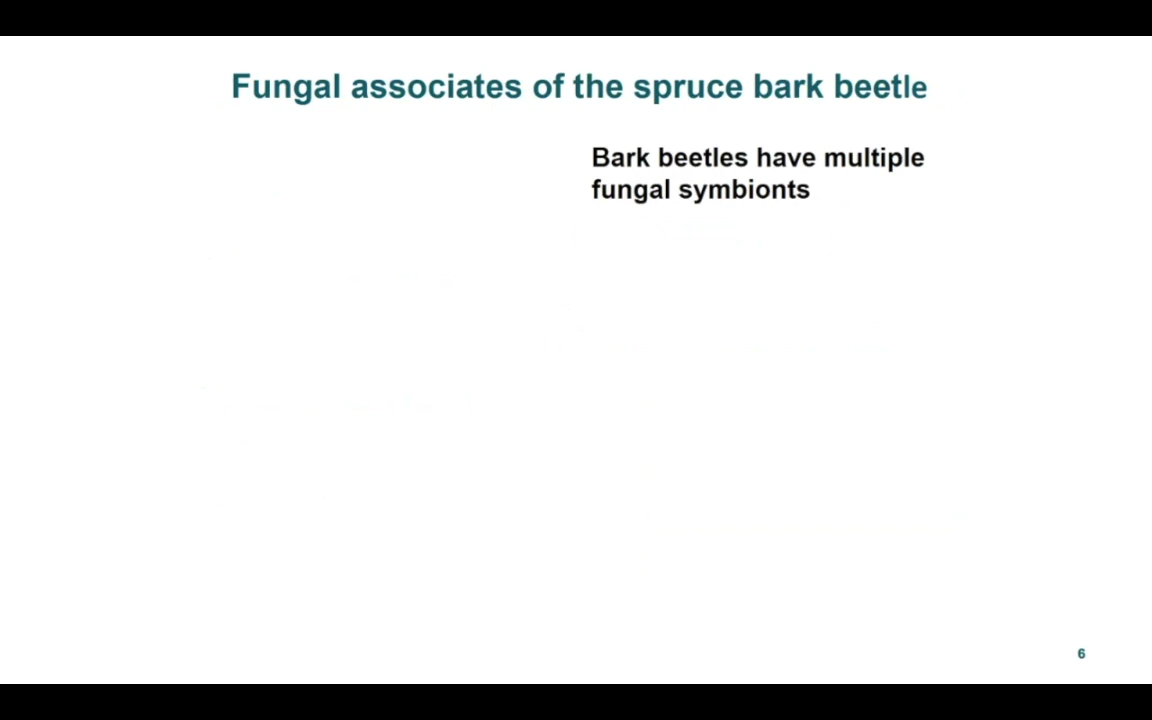 Fungal associates of the spruce bark beetle
Bark beetles have multiple
fungal symbionts
6